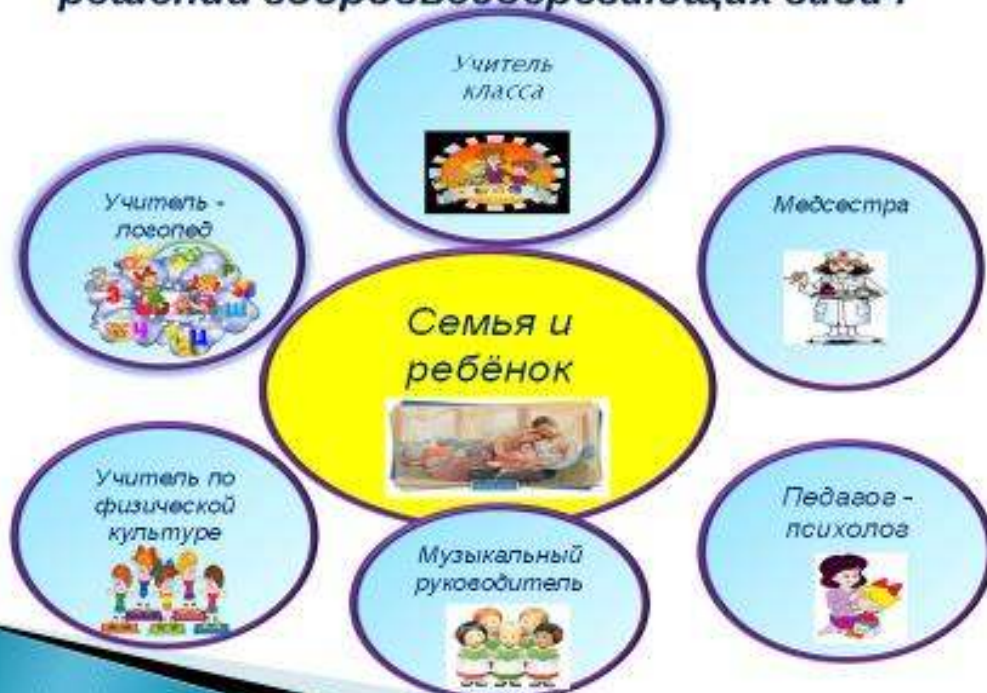 Учитель
класса
Учитель -
логопед
Медсестра
Семья и
ребёнок
Учитель по
физической
культуре
Педагог -
психолог
Музыкальный
руководитель